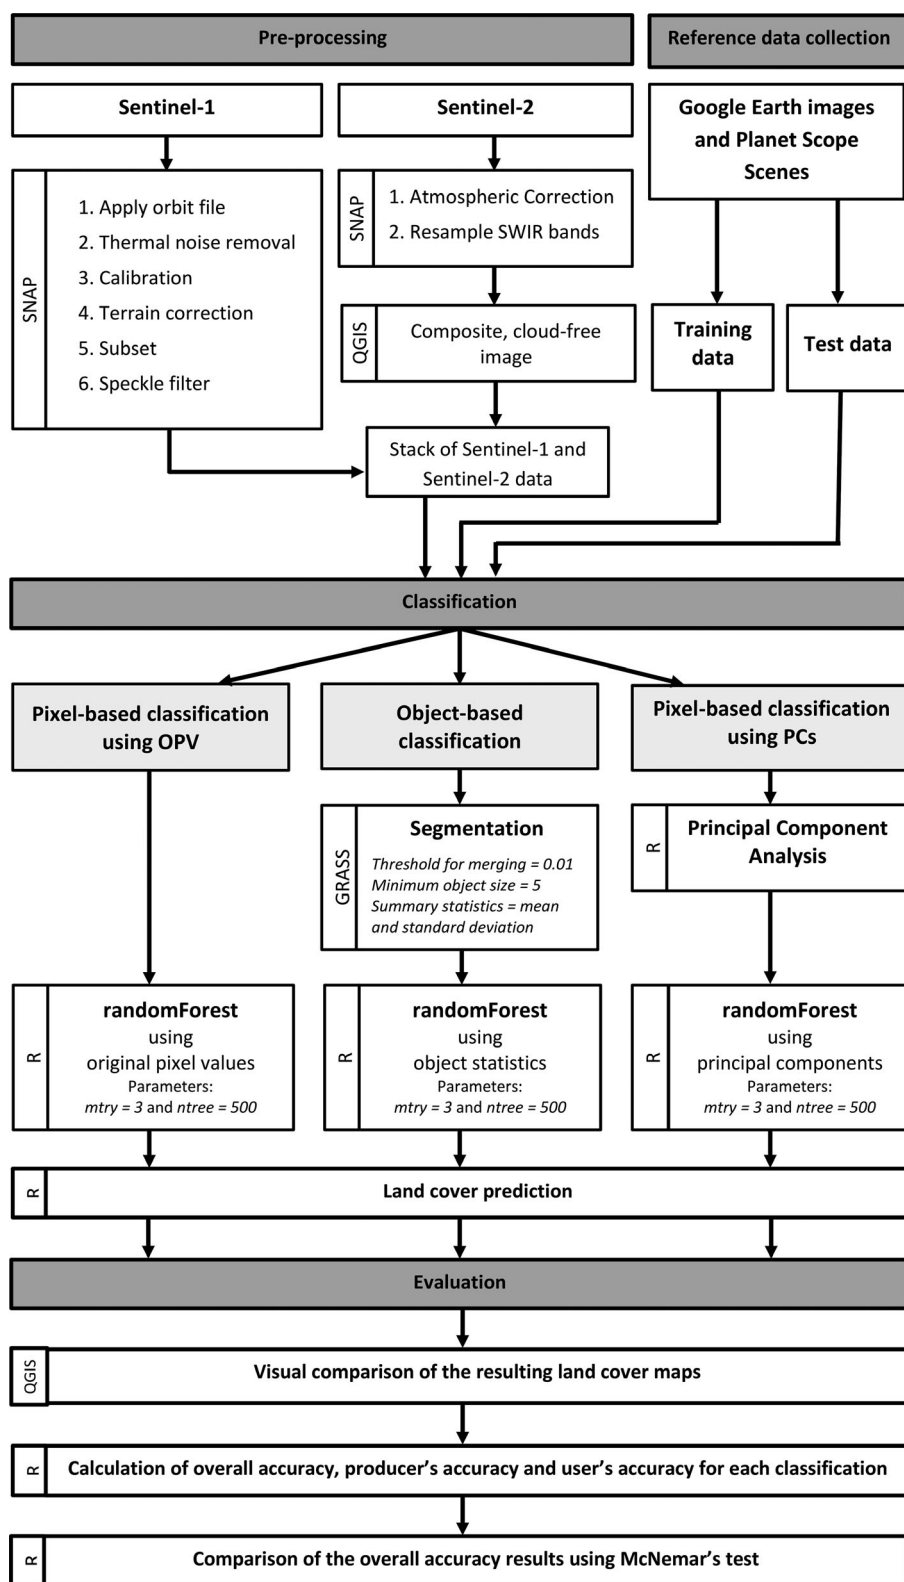 Pre-processing
Reference data collection
Sentinel-1
Sentinel-2
Google Earth images
and Planet Scope
Scenes
SNAP
1. Apply orbit file
2. Thermal noise removal
3. Calibration
4. Terrain correction
5. Subset
6. Speckle filter
SNAP
1. Atmospheric Correction
2. Resample SWIR bands
QGIS
Composite, cloud-free
image
Training
data
Test data
Stack of Sentinel-1 and
Sentinel-2 data
Classification
Pixel-based classification
using OPV
Object-based
classification
Pixel-based classification
using PCs
GRASS
Segmentation
Threshold for merging = 0.01
Minimum object size = 5
Summary statistics = mean
and standard deviation
R
Principal Component
Analysis
R
randomForest
using
original pixel values
Parameters:
mtry = 3 and ntree = 500
R
randomForest
using
object statistics
Parameters:
mtry = 3 and ntree = 500
R
randomForest
using
principal components
Parameters:
mtry = 3 and ntree = 500
R
Land cover prediction
Evaluation
QGIS
Visual comparison of the resulting land cover maps
R
Calculation of overall accuracy, producer’s accuracy and user’s accuracy for each classification
R
Comparison of the overall accuracy results using McNemar’s test